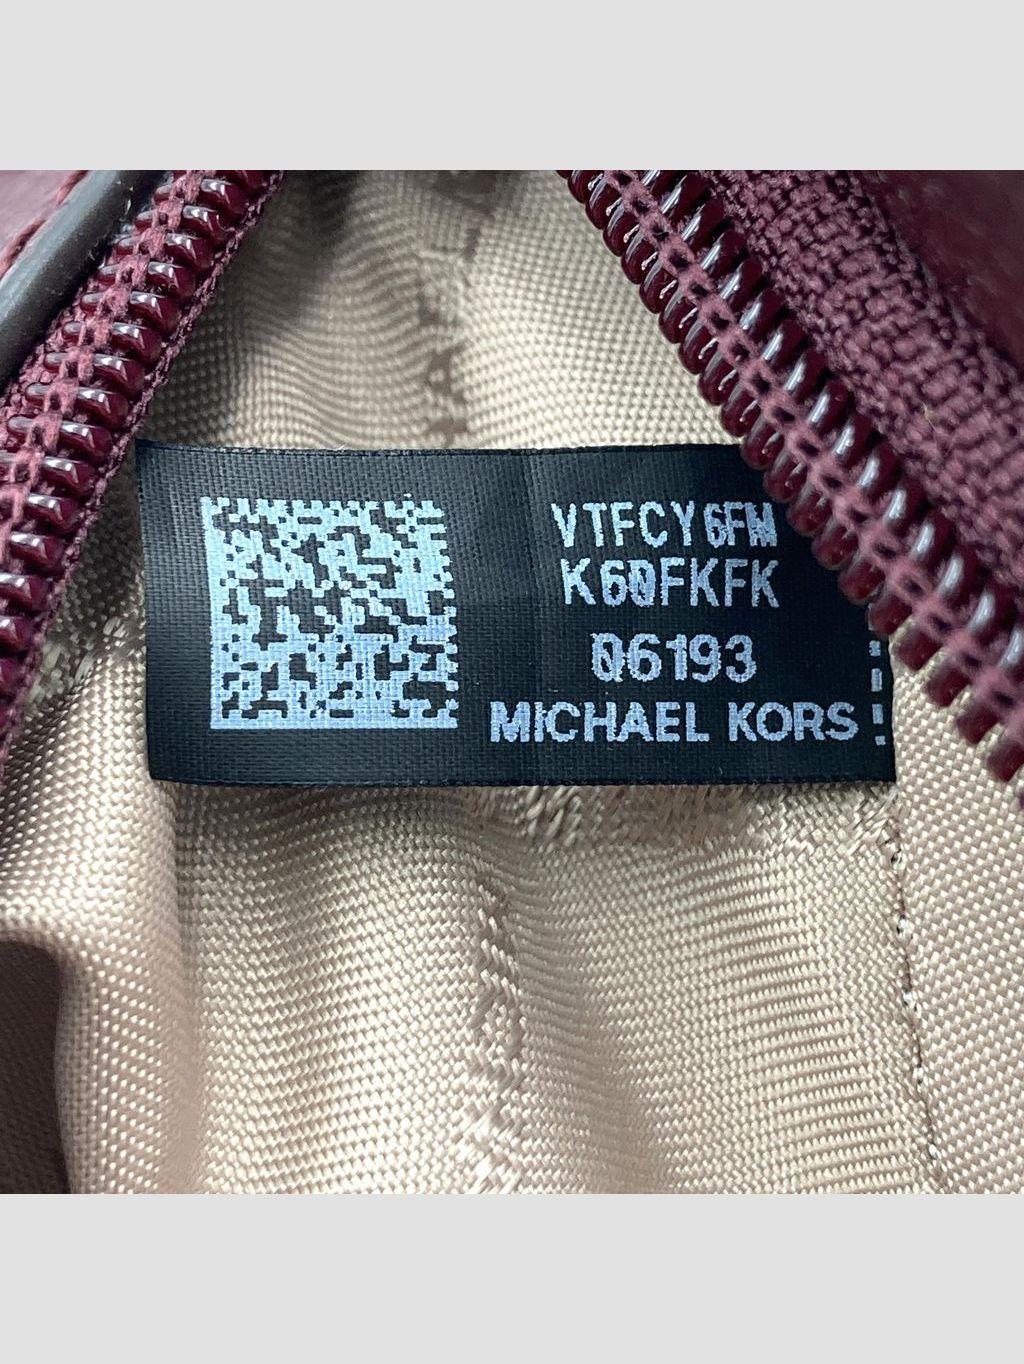 VTFCY6FM
K60FKFK
06193
MICHAEL KORS